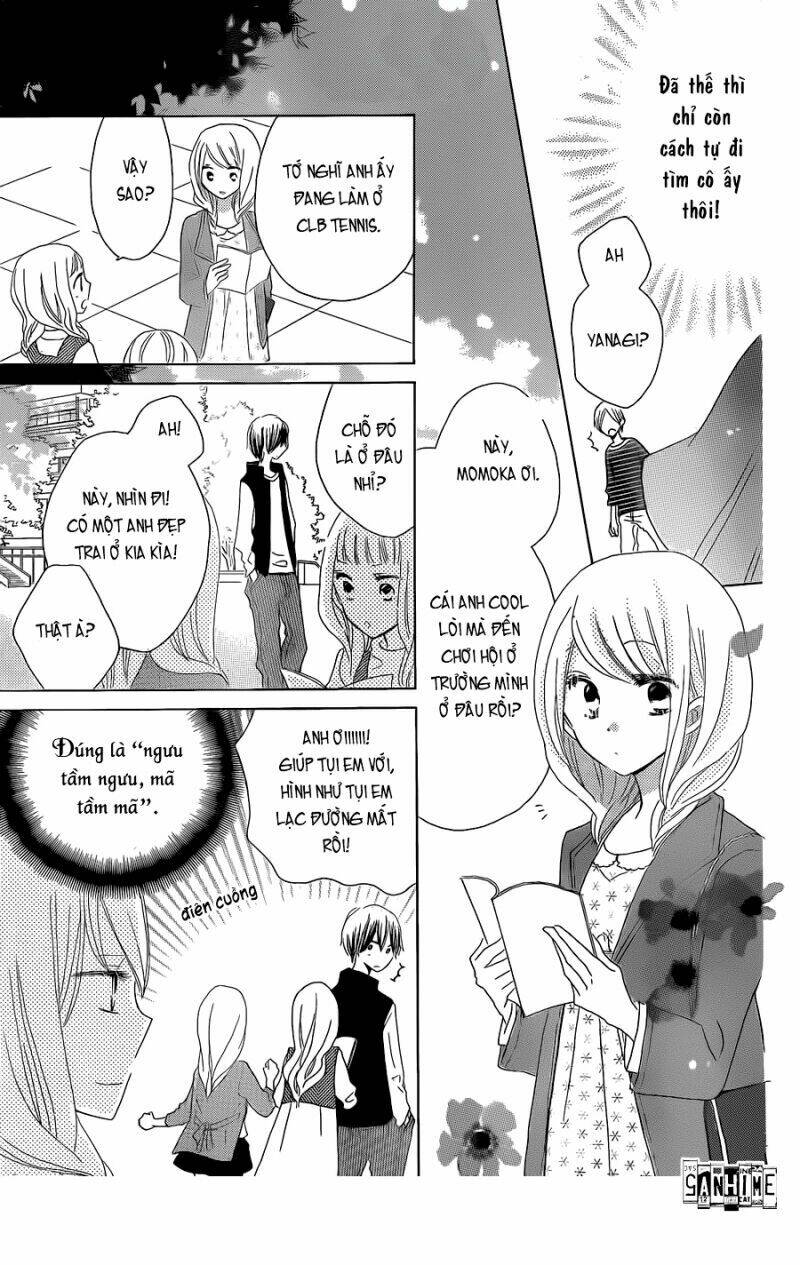 Đã thế thì
chỉ còn
cách tự đi
tìm cô ấy
thôi!
AH
YANAGI?
NÀY,
MOMOKA ƠI.
CÁI ANH COOL
LÒI MÀ ĐẾN
CHƠI HỘI Ở
TRƯỜNG MÌNH
Ở ĐÂU RỒI?
TỚ NGHĨ ANH ẤY
ĐANG LÀM Ở
CLB TENNIS.
VẬY
SAO?
CHỖ ĐÓ
LÀ Ở ĐÂU
NHỈ?
AH!
NÀY, NHÌN ĐI!
CÓ MỘT ANH ĐẸP
TRAI Ở KIA KÌA!
THẬT À?
ANH ƠIIIIII!
GIÚP TỤI EM VỚI,
HÌNH NHƯ TỤI EM
LẠC ĐƯỜNG MẤT
RỒI!
Đúng là “ngưu
tầm ngưu, mã
tầm mã”.
điên cuồng
SANHIME